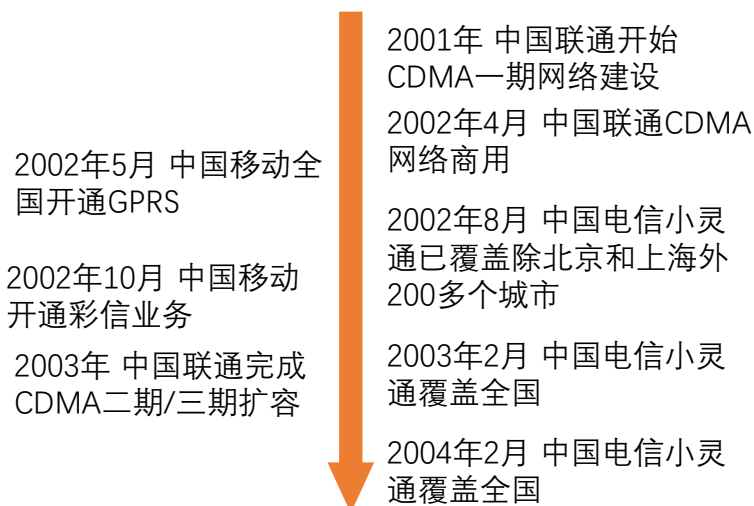 2001年 中国联通开始
CDMA一期网络建设
2002年4月 中国联通CDMA
网络商用
2002年5月 中国移动全
国开通GPRS
2002年8月 中国电信小灵
通已覆盖除北京和上海外
200多个城市
2002年10月 中国移动
开通彩信业务
2003年 中国联通完成
CDMA二期/三期扩容
2003年2月 中国电信小灵
通覆盖全国
2004年2月 中国电信小灵
通覆盖全国